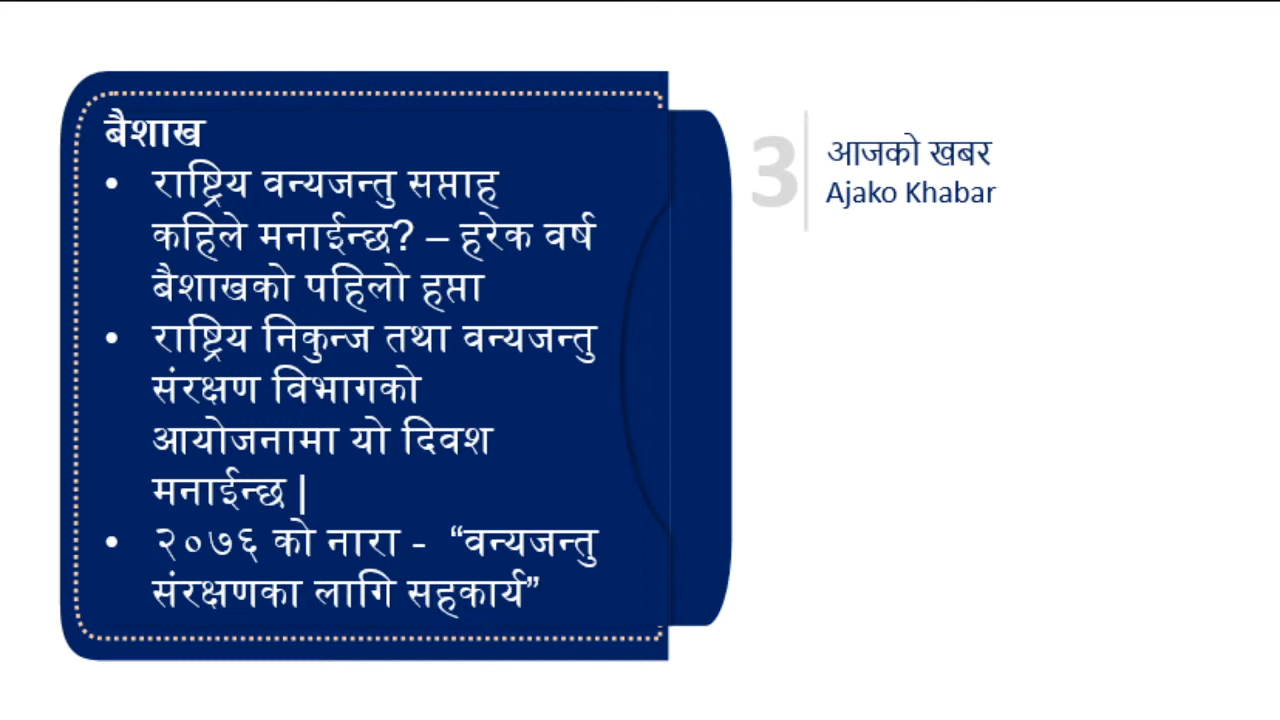 बैशाख
• राष्ट्रिय वन्यजन्तु सप्ताह
कहिले मनाईन्छ? – हरेक वर्ष
बैशाखको पहिलो हप्ता
• राष्ट्रिय निकुन्ज तथा वन्यजन्तु
संरक्षण विभागको
आयोजनामा यो दिवश
मनाईन्छ |
• २०७६ को नारा - “वन्यजन्तु
संरक्षणका लागि सहकार्य”
3
आजको खबर
Ajako Khabar